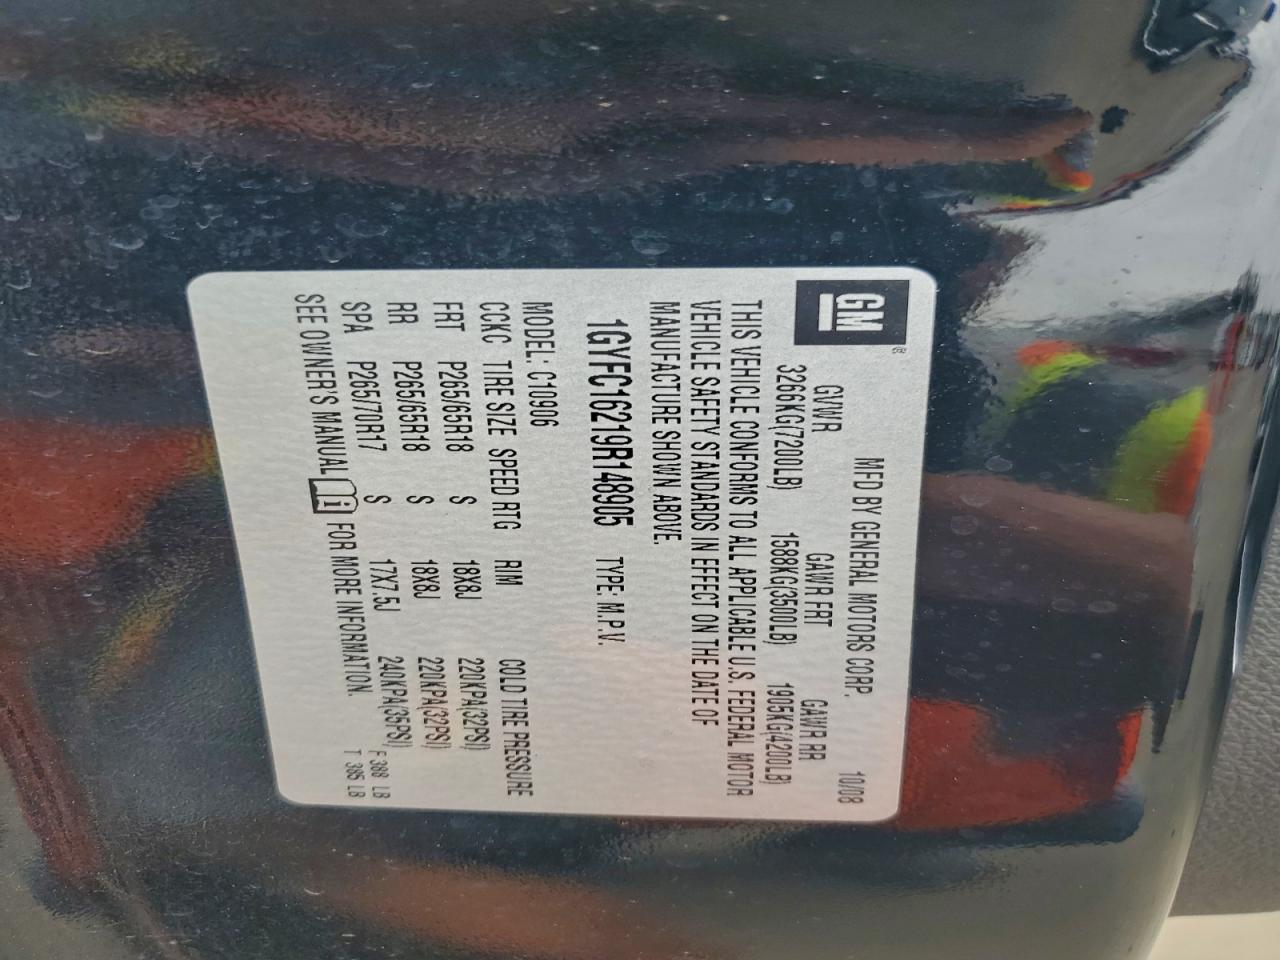 GM ®
MFD BY GENERAL MOTORS CORP. 10/08
GVWR GAWR FRT GAWR RR
3266KG(7200LB) 1588KG(3500LB) 1905KG(4200LB)
THIS VEHICLE CONFORMS TO ALL APPLICABLE U.S. FEDERAL MOTOR
VEHICLE SAFETY STANDARDS IN EFFECT ON THE DATE OF
MANUFACTURE SHOWN ABOVE.
1GYFC16219R148905 TYPE: M.P.V.
MODEL: C10906
CCKC TIRE SIZE SPEED RTG RIM COLD TIRE PRESSURE
FRT P265/65R18 S 18X8J 220KPA(32PSI)
RR P265/65R18 S 18X8J 220KPA(32PSI)
SPA P265/70R17 S 17X7.5J 240KPA(35PSI)
SEE OWNER'S MANUAL FOR MORE INFORMATION.
F 388 LB
T 385 LB